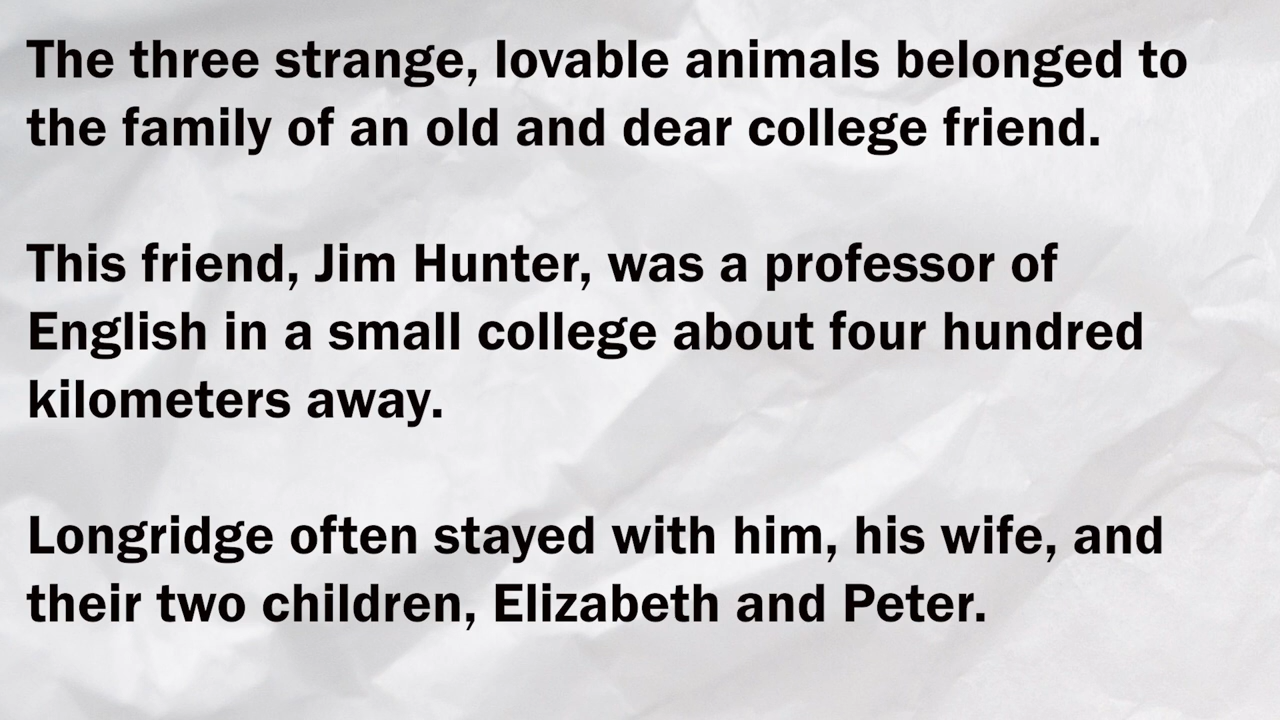 The three strange, lovable animals belonged to
the family of an old and dear college friend.
This friend, Jim Hunter, was a professor of
English in a small college about four hundred
kilometers away.
Longridge often stayed with him, his wife, and
their two children, Elizabeth and Peter.